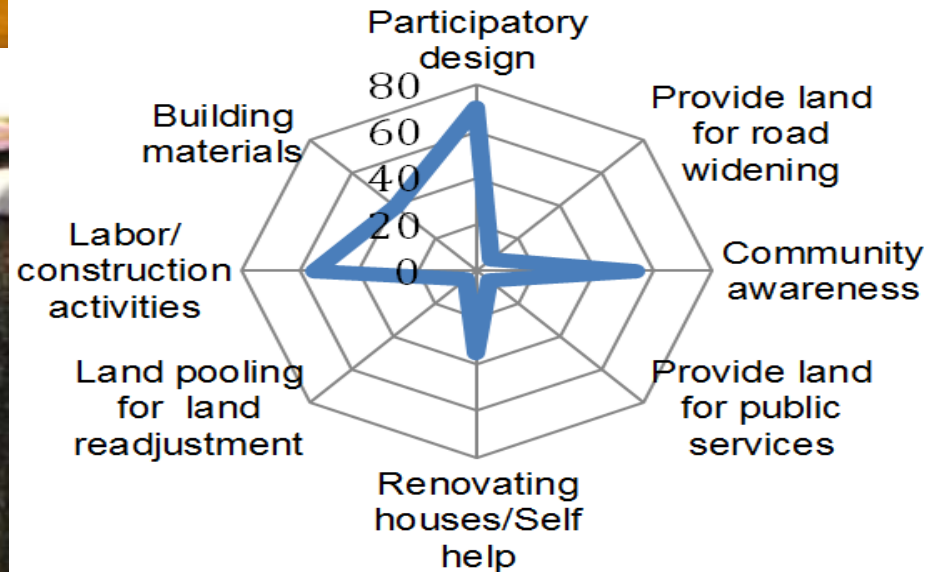 Participatory
design
Provide land
for road
widening
Community
awareness
Provide land
for public
services
Renovating
houses/Self
help
Land pooling
for land
readjustment
Labor/
construction
activities
Building
materials
80
60
40
20
0